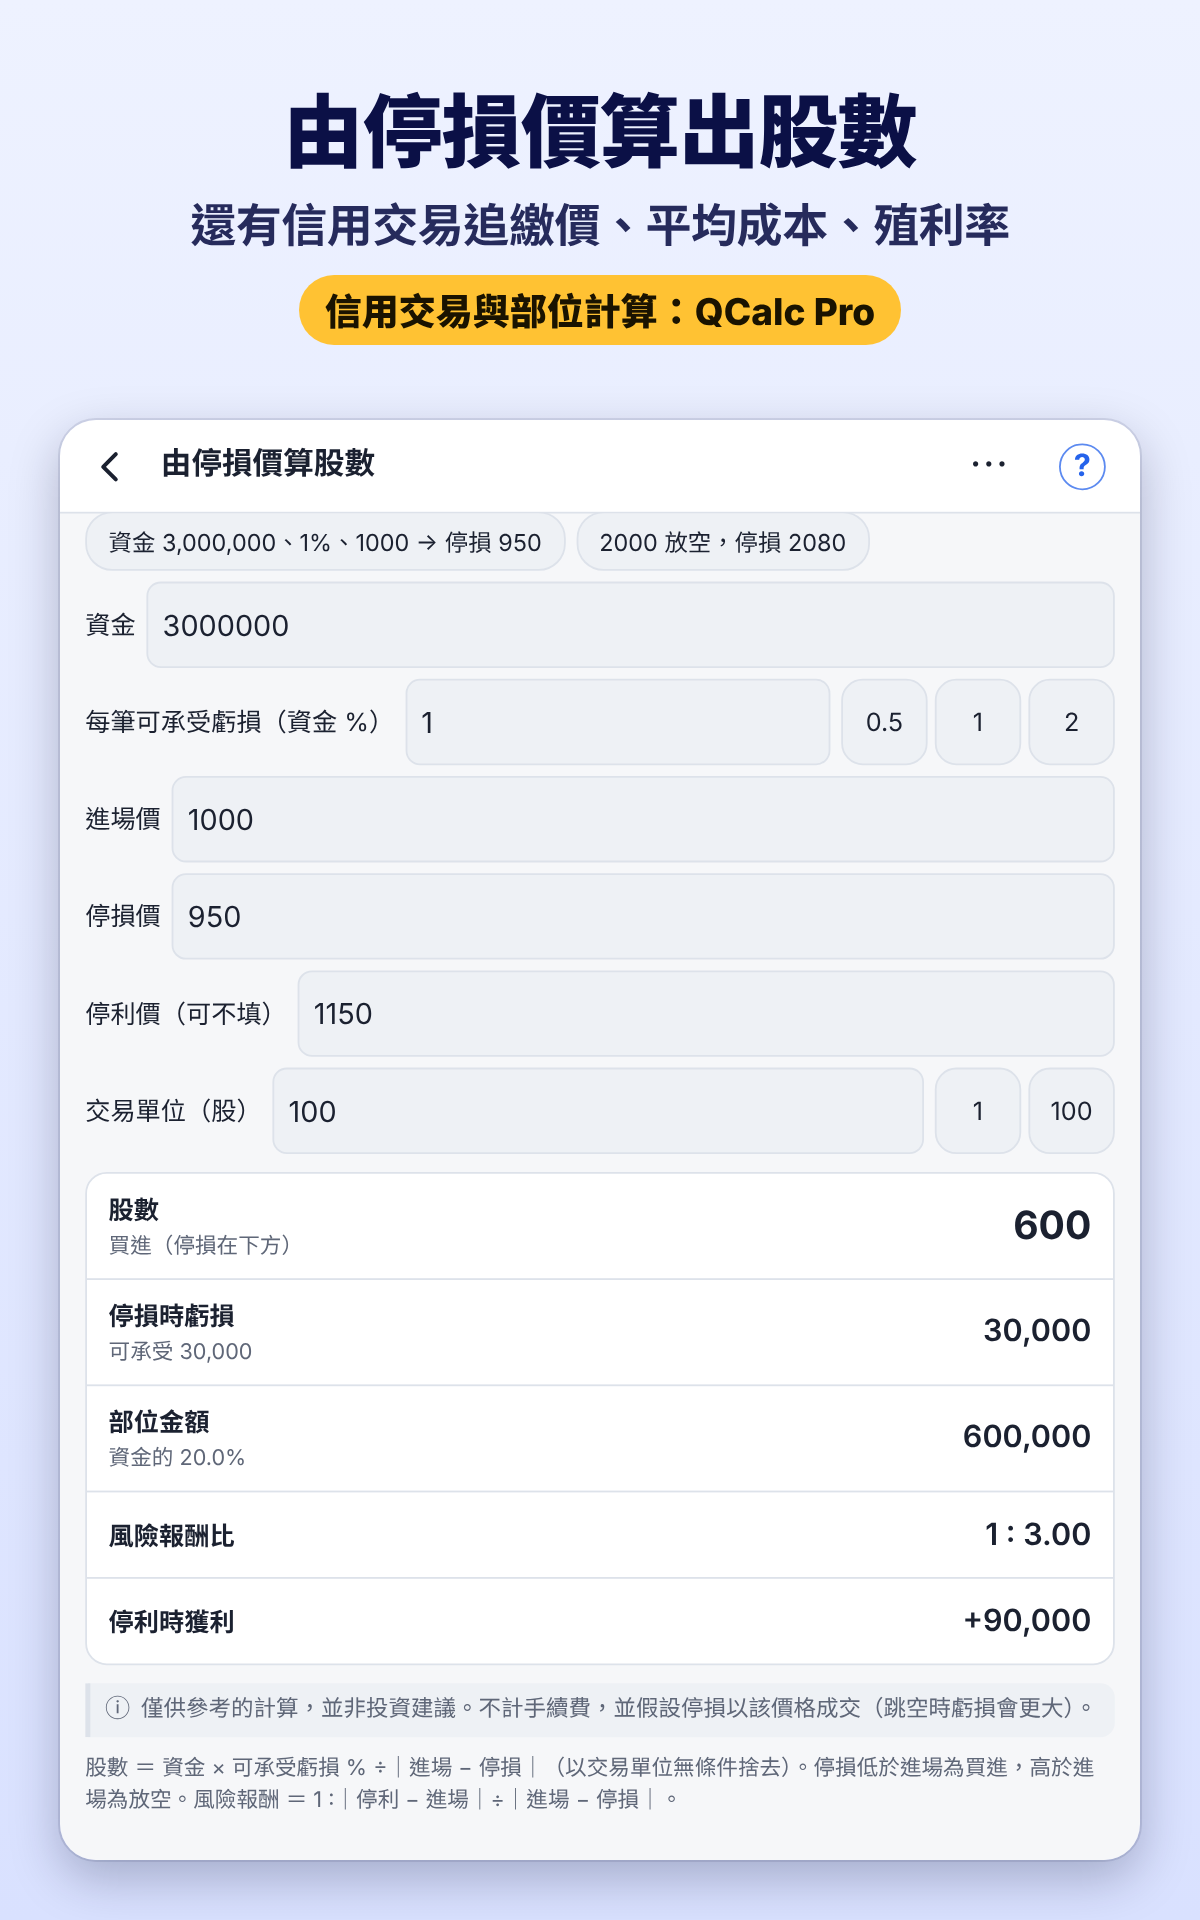 由停損價算出股數
還有信用交易追繳價、平均成本、殖利率
信用交易與部位計算：QCalc Pro
由停損價算股數
… ?
資金 3,000,000、1%、1000 → 停損 950
2000 放空，停損 2080
資金 3000000
每筆可承受虧損（資金 %） 1 0.5 1 2
進場價 1000
停損價 950
停利價（可不填） 1150
交易單位（股） 100 1 100
股數 600
買進（停損在下方）
停損時虧損 30,000
可承受 30,000
部位金額 600,000
資金的 20.0%
風險報酬比 1 : 3.00
停利時獲利 +90,000
ⓘ 僅供參考的計算，並非投資建議。不計手續費，並假設停損以該價格成交（跳空時虧損會更大）。
股數 ＝ 資金 × 可承受虧損 % ÷｜進場 − 停損｜（以交易單位無條件捨去）。停損低於進場為買進，高於進
場為放空。風險報酬 ＝ 1 :｜停利 − 進場｜÷｜進場 − 停損｜。